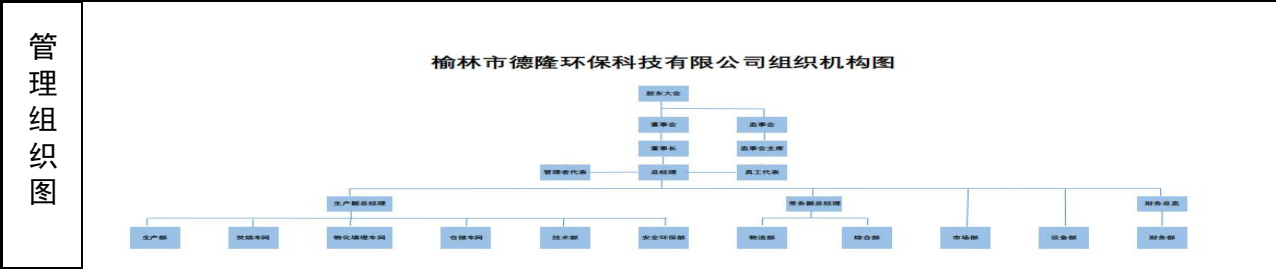 管理组织图
榆林市德隆环保科技有限公司组织机构图
股东大会
董事会 监事会
董事长 监事会主席
管理者代表 总经理 员工代表
生产副总经理 常务副总经理 财务总监
生产部 焚烧车间 物化填埋车间 仓储车间 技术部 安全环保部 物流部 综合部 市场部 设备部 财务部